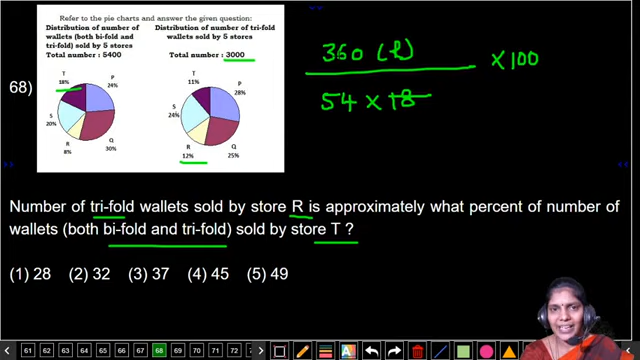 Refer to the pie charts and answer the given question:
Distribution of number of wallets (both bi-fold and tri-fold) sold by 5 stores
Total number : 5400
T 18%
P 24%
S 20%
R 8%
Q 30%
Distribution of number of tri-fold wallets sold by 5 stores
Total number : 3000
T 11%
P 28%
S 24%
R 12%
Q 25%
360 (R)
× 100
54 × 18
68)
Number of tri-fold wallets sold by store R is approximately what percent of number of
wallets (both bi-fold and tri-fold) sold by store T ?
(1) 28 (2) 32 (3) 37 (4) 45 (5) 49
61 62 63 64 65 66 67 68 69 70 71 72 73 74 75 76 77